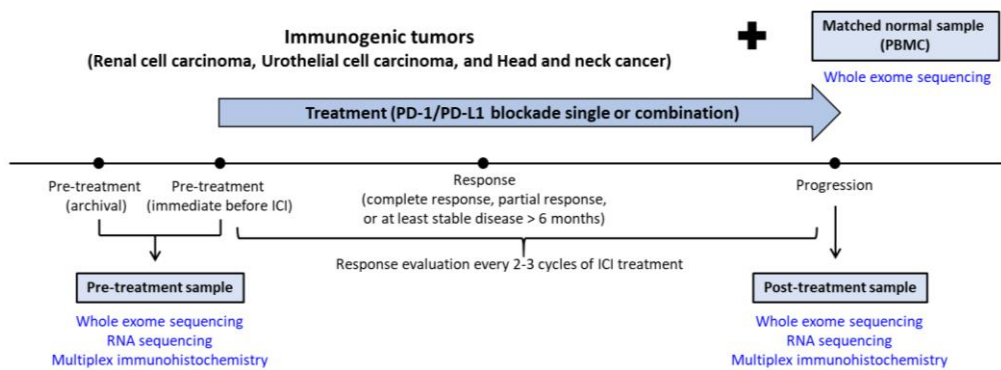 Immunogenic tumors
(Renal cell carcinoma, Urothelial cell carcinoma, and Head and neck cancer)
Matched normal sample
(PBMC)
Whole exome sequencing
Treatment (PD-1/PD-L1 blockade single or combination)
Pre-treatment
(archival)
Pre-treatment
(immediate before ICI)
Response
(complete response, partial response,
or at least stable disease > 6 months)
Progression
Response evaluation every 2-3 cycles of ICI treatment
Pre-treatment sample
Whole exome sequencing
RNA sequencing
Multiplex immunohistochemistry
Post-treatment sample
Whole exome sequencing
RNA sequencing
Multiplex immunohistochemistry